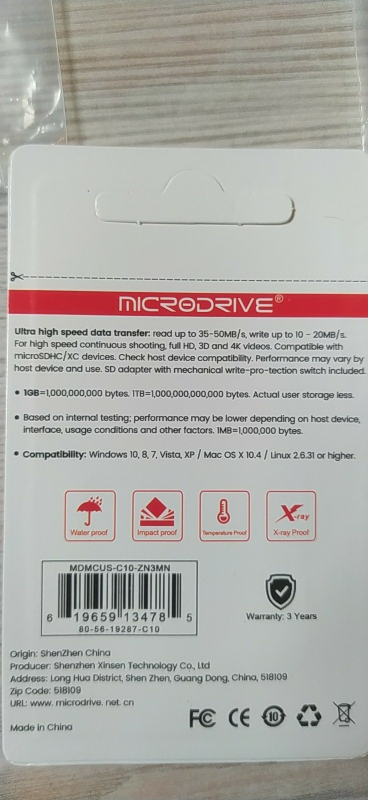 MICRODRIVE®
Ultra high speed data transfer: read up to 35-50MB/s, write up to 10 - 20MB/s.
For high speed continuous shooting, full HD, 3D and 4K videos. Compatible with
microSDHC/XC devices. Check host device compatibility. Performance may vary by
host device and use. SD adapter with mechanical write-pro-tection switch included.
• 1GB=1,000,000,000 bytes. 1TB=1,000,000,000,000 bytes. Actual user storage less.
• Based on internal testing; performance may be lower depending on host device,
interface, usage conditions and other factors. 1MB=1,000,000 bytes.
• Compatibility: Windows 10, 8, 7, Vista, XP / Mac OS X 10.4 / Linux 2.6.31 or higher.
X-ray
Water proof Impact proof Temperature Proof X-ray Proof
MDMCUS-C10-ZN3MN
6 19659 13478 5
80-56-19287-C10
Warranty: 3 Years
Origin: ShenZhen China
Producer: Shenzhen Xinsen Technology Co., Ltd
Address: Long Hua District, Shen Zhen, Guang Dong, China, 518109
Zip Code: 518109
URL: www. microdrive. net. cn
FC CE 10
Made in China